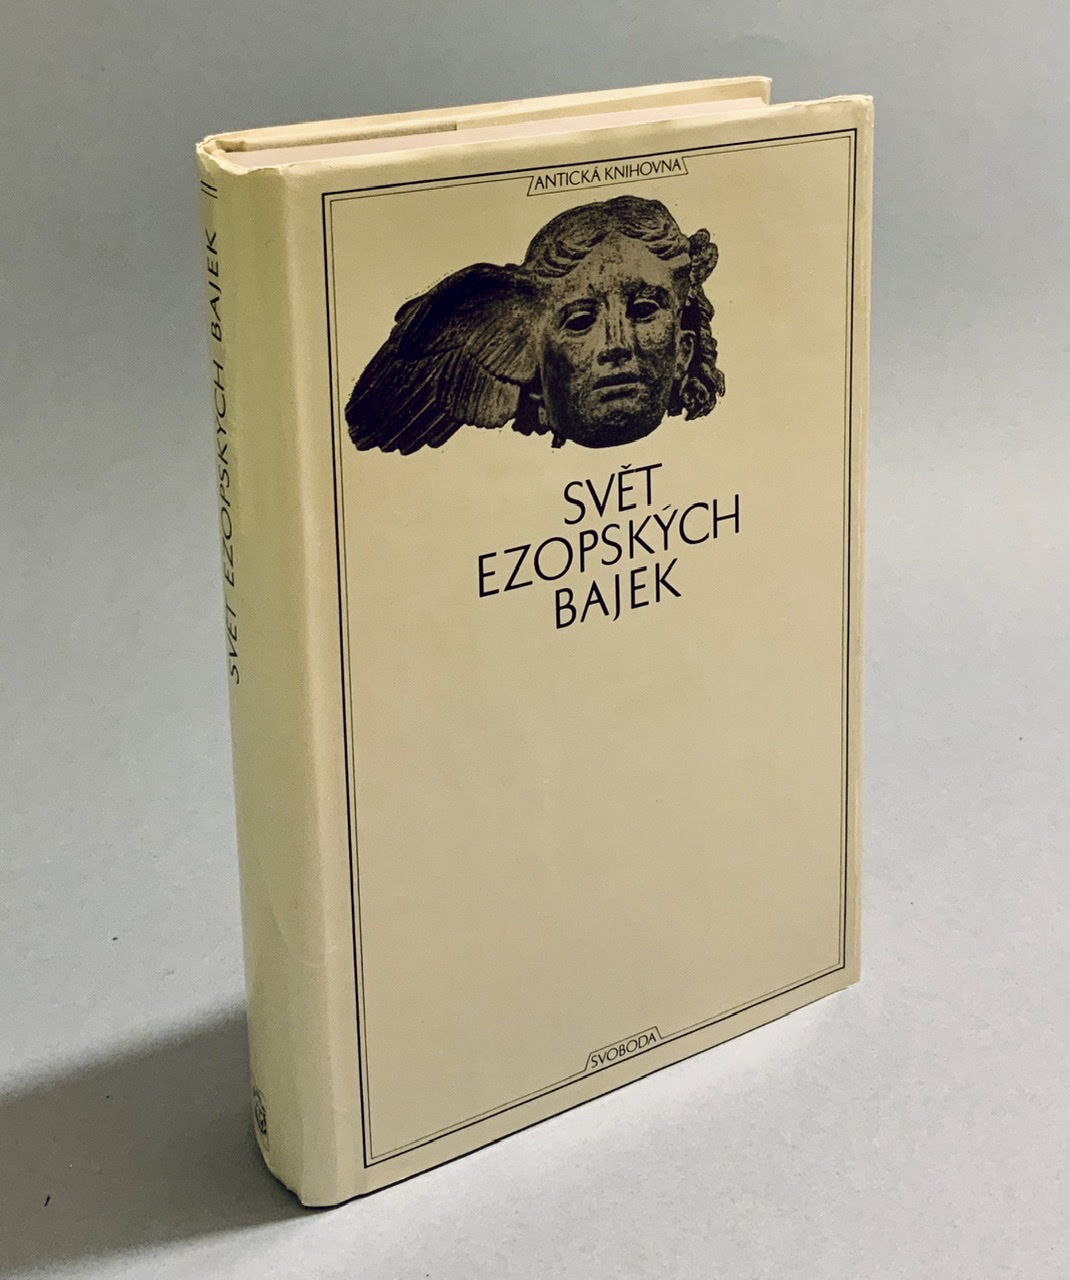 ANTICKÁ KNIHOVNA
SVĚT
EZOPSKÝCH
BAJEK
SVOBODA
SVĚT EZOPSKÝCH BAJEK